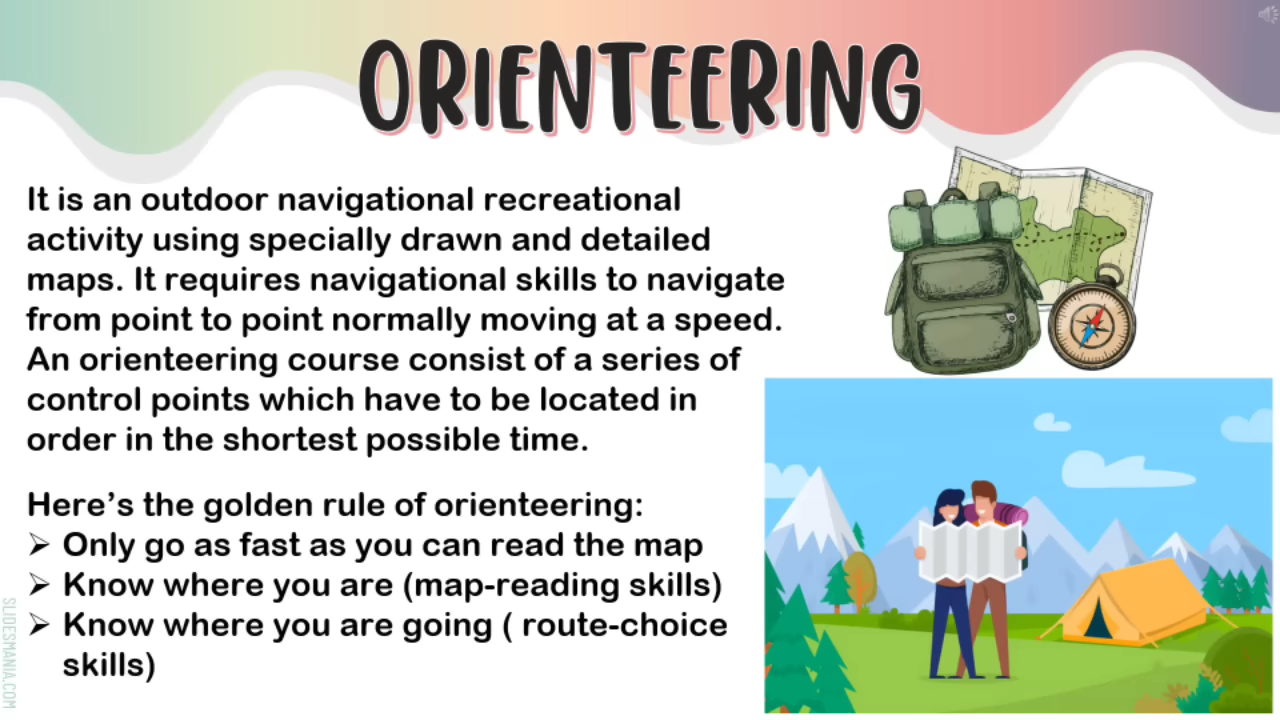 ORIENTEERING
It is an outdoor navigational recreational
activity using specially drawn and detailed
maps. It requires navigational skills to navigate
from point to point normally moving at a speed.
An orienteering course consist of a series of
control points which have to be located in
order in the shortest possible time.
Here’s the golden rule of orienteering:
➢ Only go as fast as you can read the map
➢ Know where you are (map-reading skills)
➢ Know where you are going ( route-choice
skills)
SLIDESMANIA.COM